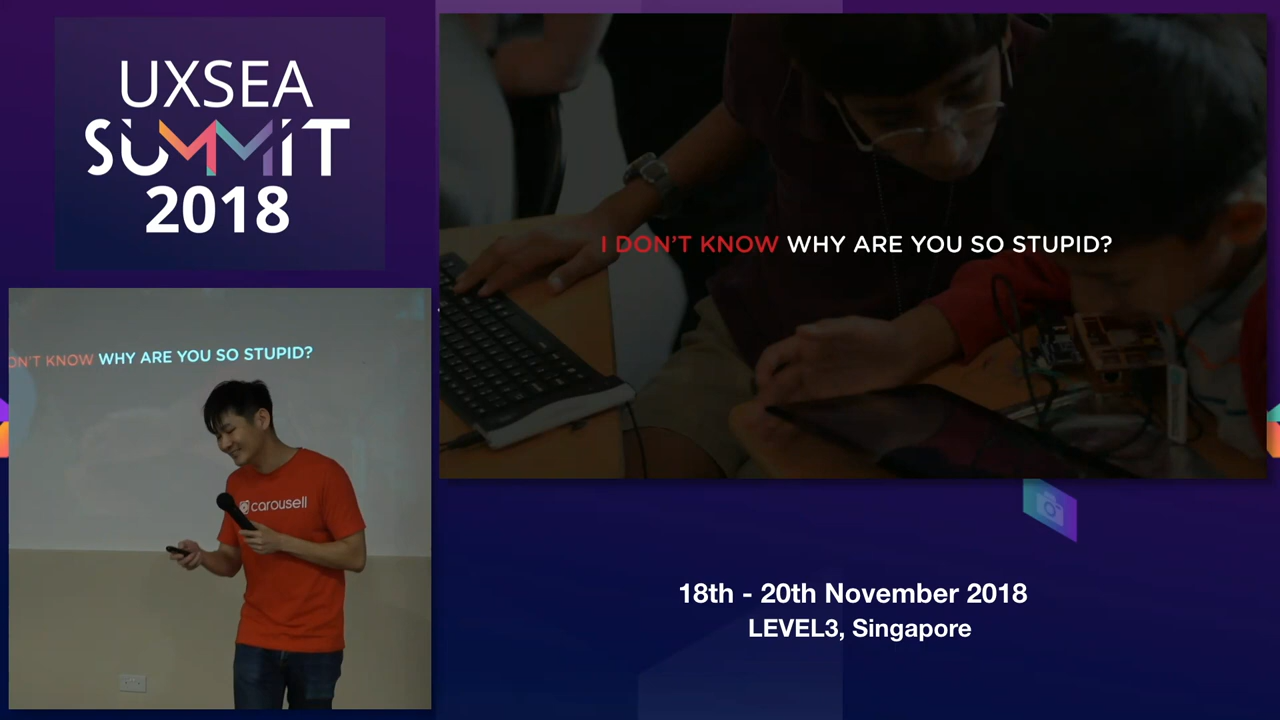 UXSEA
SUMMIT
2018
I DON'T KNOW WHY ARE YOU SO STUPID?
ON'T KNOW WHY ARE YOU SO STUPID?
carousell
18th - 20th November 2018
LEVEL3, Singapore